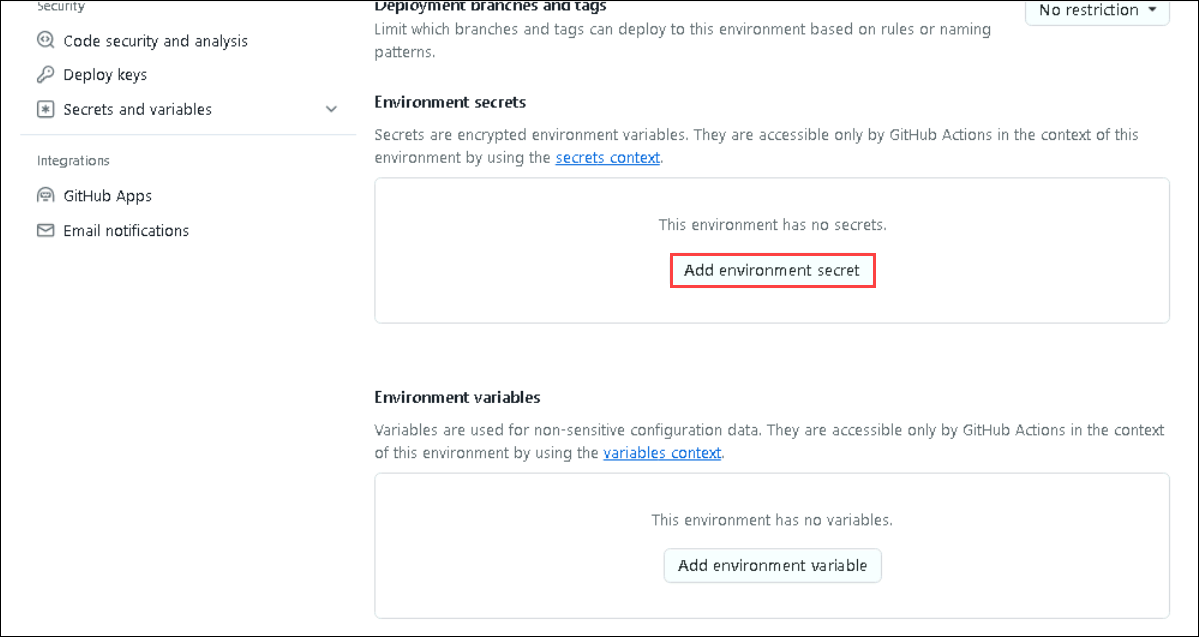 Security
Code security and analysis
Deploy keys
Secrets and variables
Integrations
GitHub Apps
Email notifications
Deployment branches and tags
No restriction
Limit which branches and tags can deploy to this environment based on rules or naming
patterns.
Environment secrets
Secrets are encrypted environment variables. They are accessible only by GitHub Actions in the context of this
environment by using the secrets context.
This environment has no secrets.
Add environment secret
Environment variables
Variables are used for non-sensitive configuration data. They are accessible only by GitHub Actions in the context
of this environment by using the variables context.
This environment has no variables.
Add environment variable